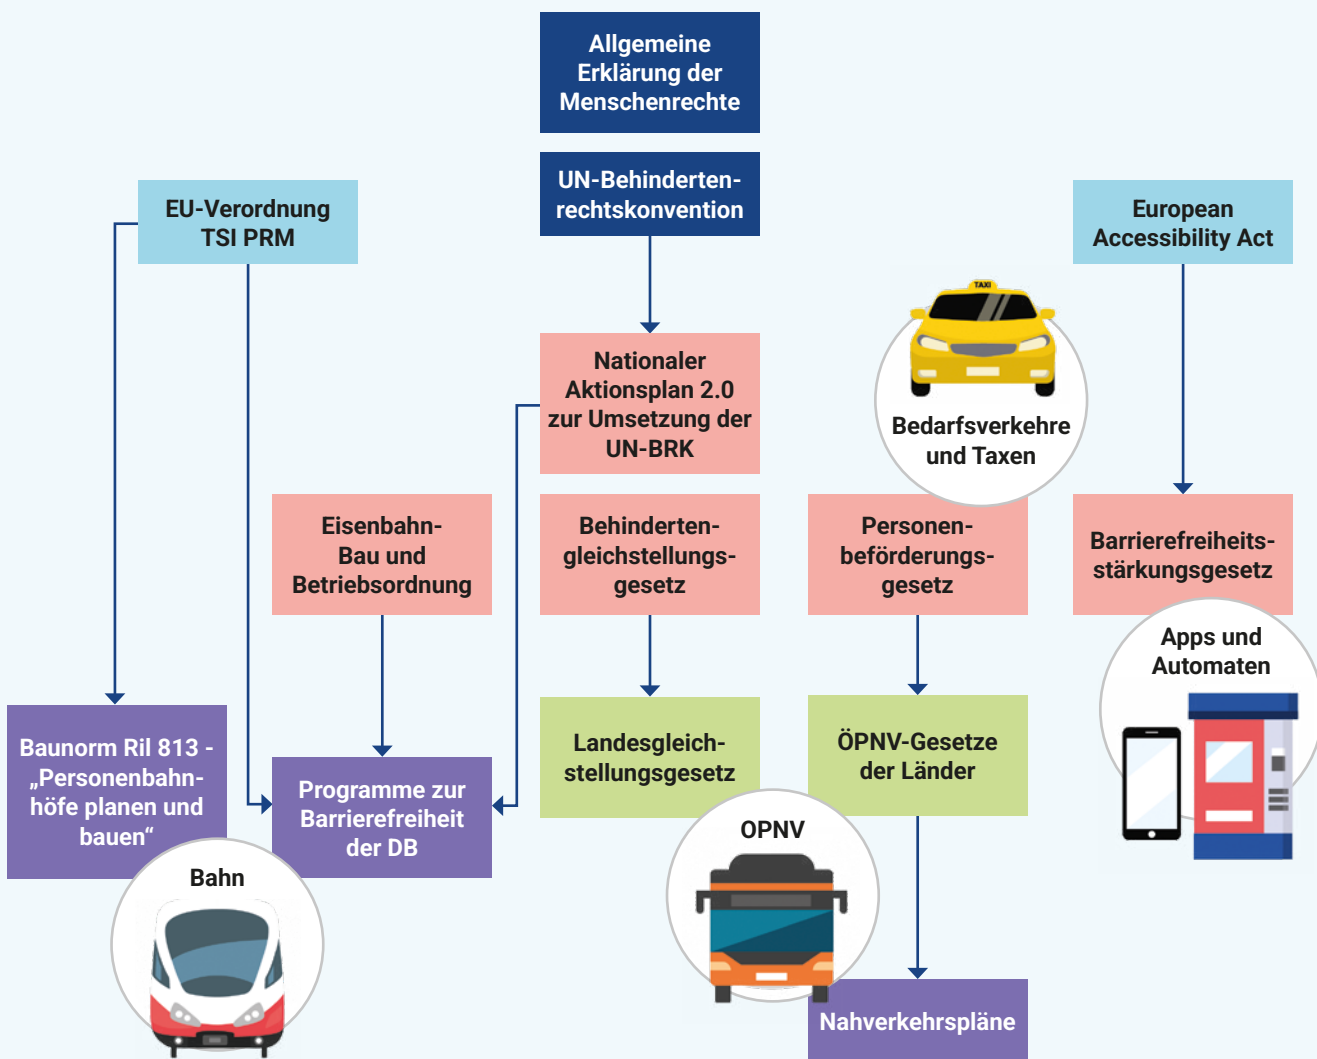 Allgemeine
Erklärung der
Menschenrechte
UN-Behinderten-
rechtskonvention
EU-Verordnung
TSI PRM
European
Accessibility Act
TAXI
Bedarfsverkehre
und Taxen
Nationaler
Aktionsplan 2.0
zur Umsetzung der
UN-BRK
Eisenbahn-
Bau und
Betriebsordnung
Behinderten-
gleichstellungs-
gesetz
Personen-
beförderungs-
gesetz
Barrierefreiheits-
stärkungsgesetz
Apps und
Automaten
Baunorm Ril 813 -
„Personenbahn-
höfe planen und
bauen“
Programme zur
Barrierefreiheit
der DB
Landesgleich-
stellungsgesetz
ÖPNV-Gesetze
der Länder
Bahn
OPNV
Nahverkehrspläne